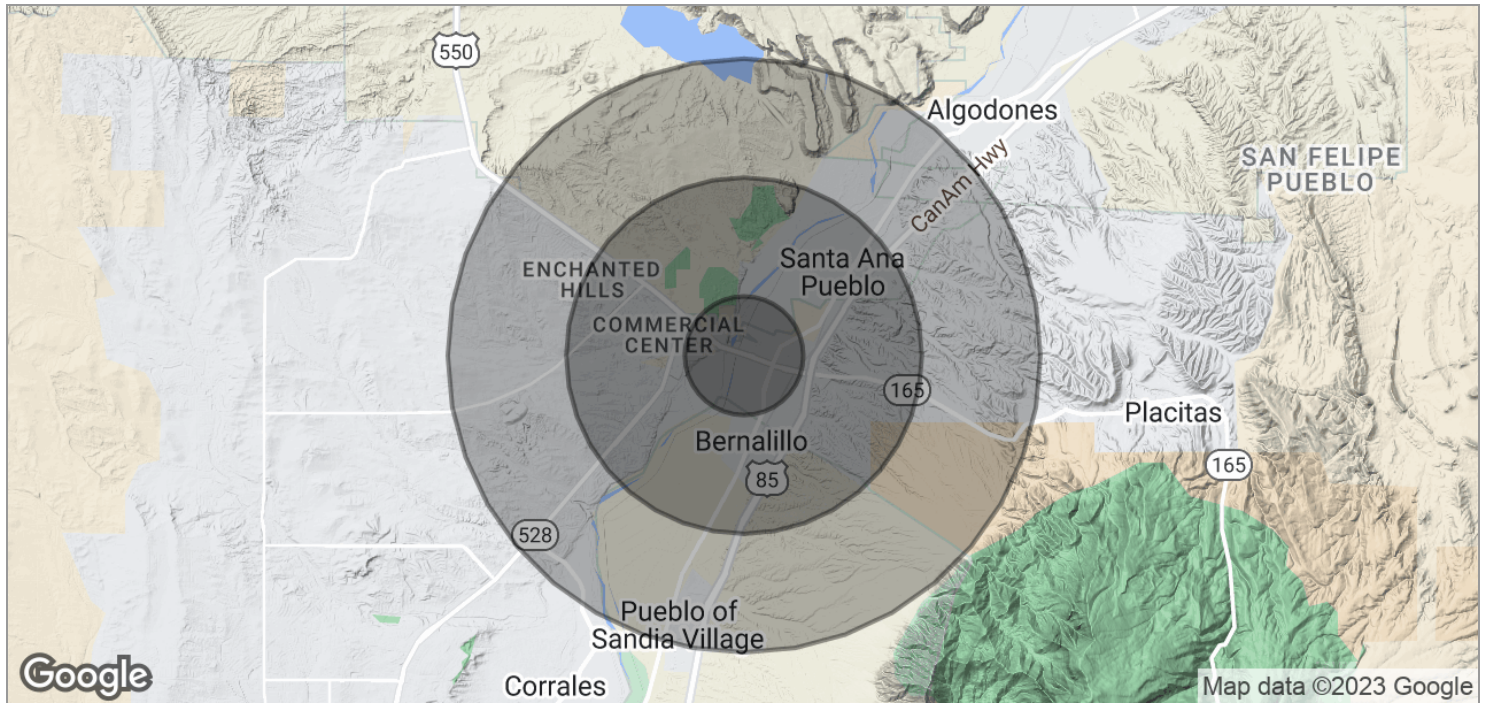 550
Algodones
CanAm Hwy
SAN FELIPE
PUEBLO
Santa Ana
Pueblo
ENCHANTED
HILLS
COMMERCIAL
CENTER
165
Placitas
Bernalillo
85
165
528
Pueblo of
Sandia Village
Corrales
Google
Map data ©2023 Google